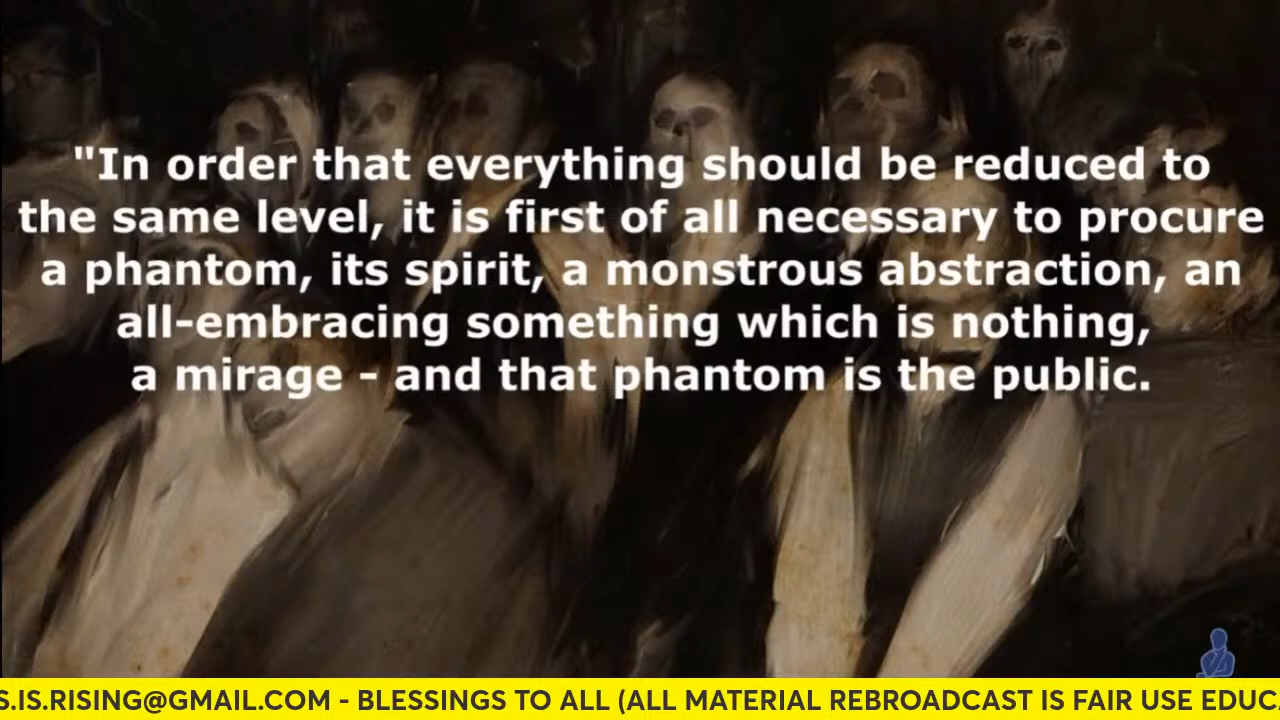 "In order that everything should be reduced to
the same level, it is first of all necessary to procure
a phantom, its spirit, a monstrous abstraction, an
all-embracing something which is nothing,
a mirage - and that phantom is the public.
S.IS.RISING@GMAIL.COM - BLESSINGS TO ALL (ALL MATERIAL REBROADCAST IS FAIR USE EDUC